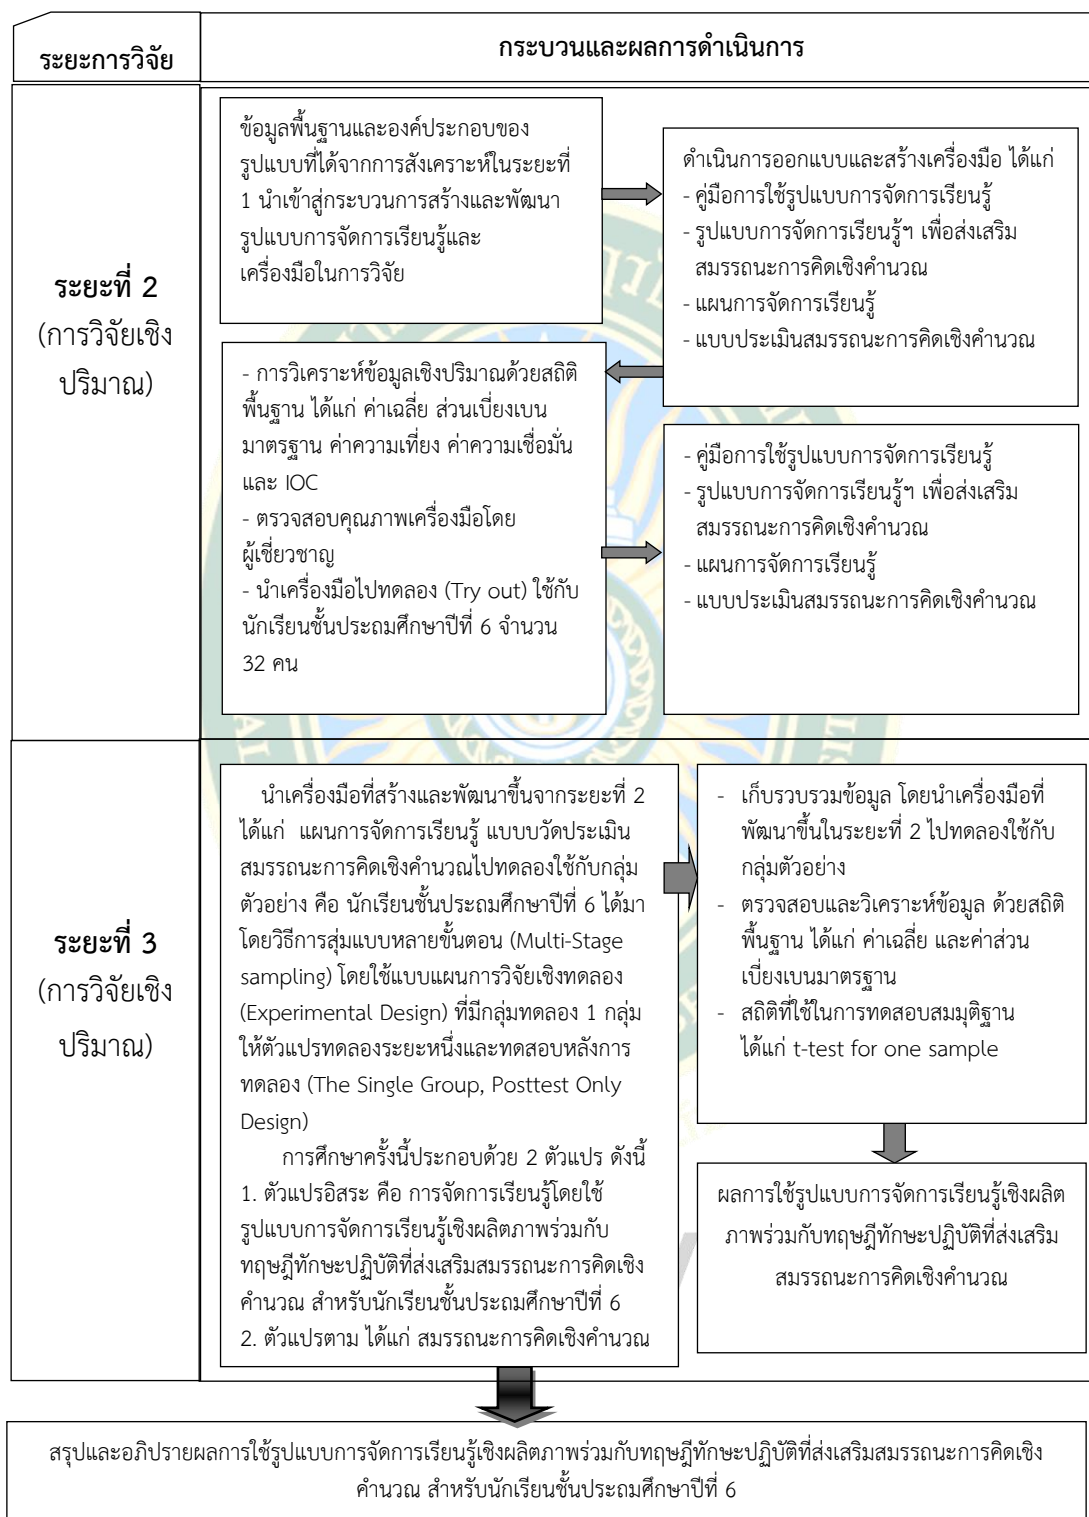 ระยะการวิจัย
กระบวนและผลการดำเนินการ
ระยะที่ 2
(การวิจัยเชิง
ปริมาณ)
ข้อมูลพื้นฐานและองค์ประกอบของ
รูปแบบที่ได้จากการสังเคราะห์ในระยะที่
1 นำเข้าสู่กระบวนการสร้างและพัฒนา
รูปแบบการจัดการเรียนรู้และ
เครื่องมือในการวิจัย
ดำเนินการออกแบบและสร้างเครื่องมือ ได้แก่
- คู่มือการใช้รูปแบบการจัดการเรียนรู้
- รูปแบบการจัดการเรียนรู้ฯ เพื่อส่งเสริม
สมรรถนะการคิดเชิงคำนวณ
- แผนการจัดการเรียนรู้
- แบบประเมินสมรรถนะการคิดเชิงคำนวณ
- การวิเคราะห์ข้อมูลเชิงปริมาณด้วยสถิติ
พื้นฐาน ได้แก่ ค่าเฉลี่ย ส่วนเบี่ยงเบน
มาตรฐาน ค่าความเที่ยง ค่าความเชื่อมั่น
และ IOC
- ตรวจสอบคุณภาพเครื่องมือโดย
ผู้เชี่ยวชาญ
- นำเครื่องมือไปทดลอง (Try out) ใช้กับ
นักเรียนชั้นประถมศึกษาปีที่ 6 จำนวน
32 คน
- คู่มือการใช้รูปแบบการจัดการเรียนรู้
- รูปแบบการจัดการเรียนรู้ฯ เพื่อส่งเสริม
สมรรถนะการคิดเชิงคำนวณ
- แผนการจัดการเรียนรู้
- แบบประเมินสมรรถนะการคิดเชิงคำนวณ
ระยะที่ 3
(การวิจัยเชิง
ปริมาณ)
นำเครื่องมือที่สร้างและพัฒนาขึ้นจากระยะที่ 2
ได้แก่ แผนการจัดการเรียนรู้ แบบบวัดประเมิน
สมรรถนะการคิดเชิงคำนวณไปทดลองใช้กับกลุ่ม
ตัวอย่าง คือ นักเรียนชั้นประถมศึกษาปีที่ 6 ได้มา
โดยวิธีการสุ่มแบบหลายขั้นตอน (Multi-Stage
sampling) โดยใช้แบบแผนการวิจัยเชิงทดลอง
(Experimental Design) ที่มีกลุ่มทดลอง 1 กลุ่ม
ให้ตัวแปรทดลองระยะหนึ่งและทดสอบหลังการ
ทดลอง (The Single Group, Posttest Only
Design)
การศึกษาครั้งนี้ประกอบด้วย 2 ตัวแปร ดังนี้
1. ตัวแปรอิสระ คือ การจัดการเรียนรู้โดยใช้
รูปแบบการจัดการเรียนรู้เชิงผลิตภาพร่วมกับ
ทฤษฎีทักษะปฏิบัติที่ส่งเสริมสมรรถนะการคิดเชิง
คำนวณ สำหรับนักเรียนชั้นประถมศึกษาปีที่ 6
2. ตัวแปรตาม ได้แก่ สมรรถนะการคิดเชิงคำนวณ
- เก็บรวบรวมข้อมูล โดยนำเครื่องมือที่
พัฒนาขึ้นในระยะที่ 2 ไปทดลองใช้กับ
กลุ่มตัวอย่าง
- ตรวจสอบและวิเคราะห์ข้อมูล ด้วยสถิติ
พื้นฐาน ได้แก่ ค่าเฉลี่ย และค่าส่วน
เบี่ยงเบนมาตรฐาน
- สถิติที่ใช้ในการทดสอบสมมุติฐาน
ได้แก่ t-test for one sample
ผลการใช้รูปแบบการจัดการเรียนรู้เชิงผลิต
ภาพร่วมกับทฤษฎีทักษะปฏิบัติที่ส่งเสริม
สมรรถนะการคิดเชิงคำนวณ
สรุปและอภิปรายผลการใช้รูปแบบการจัดการเรียนรู้เชิงผลิตภาพร่วมกับทฤษฎีทักษะปฏิบัติที่ส่งเสริมสมรรถนะการคิดเชิง
คำนวณ สำหรับนักเรียนชั้นประถมศึกษาปีที่ 6